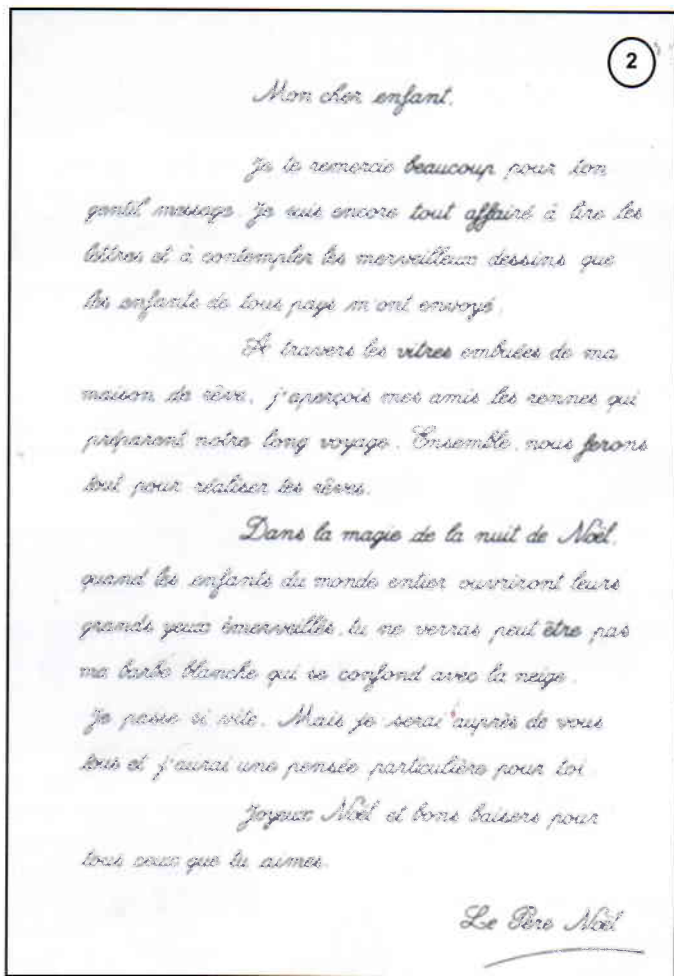 2
Mon cher enfant,
Je te remercie beaucoup pour ton
gentil message. Je suis encore tout affairé à lire les
lettres et à contempler les merveilleux dessins que
les enfants de tous pays m'ont envoyé.
A travers les vitres embuées de ma
maison de rêve, j'aperçois mes amis les rennes qui
préparent notre long voyage. Ensemble, nous ferons
tout pour réaliser tes rêves.
Dans la magie de la nuit de Noël,
quand les enfants du monde entier ouvriront leurs
grands yeux émerveillés, tu ne verras peut être pas
ma barbe blanche qui se confond avec la neige.
Je passe si vite. Mais je serai auprès de vous
tous et j'aurai une pensée particulière pour toi
Joyeux Noël et bons baisers pour
tous ceux que tu aimes.
Le Père Noël